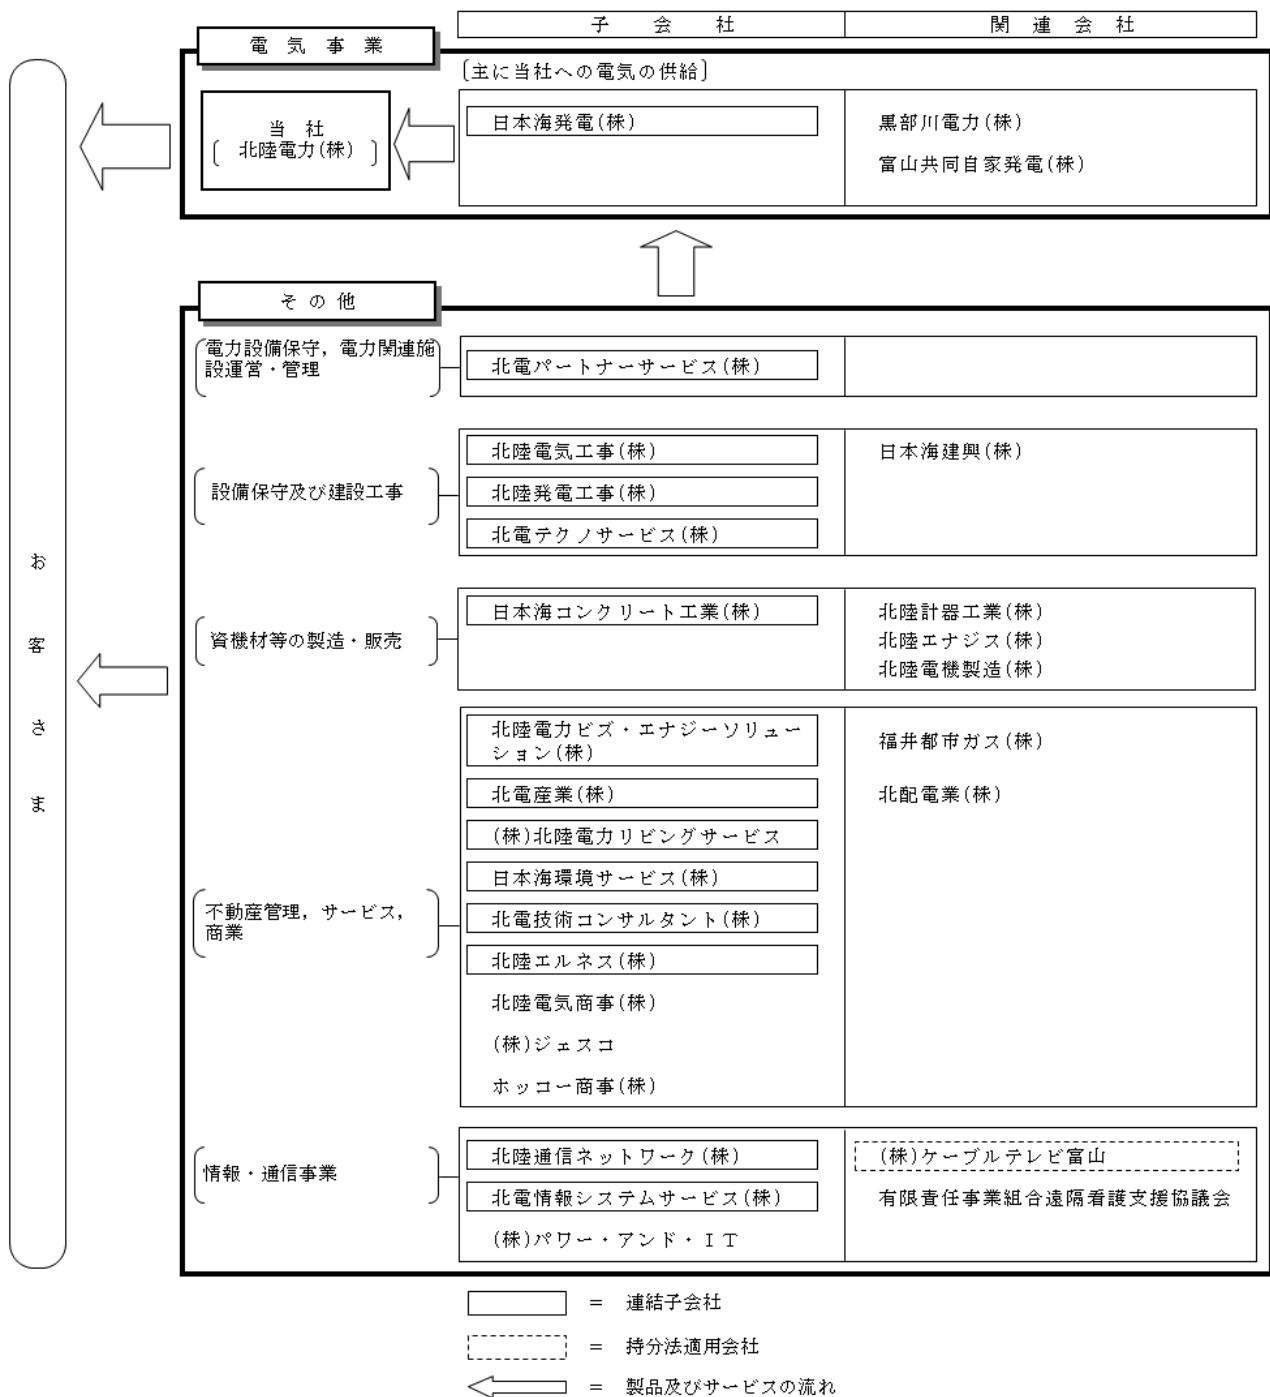 子 会 社
関 連 会 社
電 気 事 業
〔主に当社への電気の供給〕
当 社
〔 北陸電力(株) 〕
日本海発電(株)
黒部川電力(株)
富山共同自家発電(株)
そ の 他
電力設備保守，電力関連施
設運営・管理
北電パートナーサービス(株)
設備保守及び建設工事
北陸電気工事(株)
北陸発電工事(株)
北電テクノサービス(株)
日本海建興(株)
資機材等の製造・販売
日本海コンクリート工業(株)
北陸計器工業(株)
北陸エナジス(株)
北陸電機製造(株)
不動産管理，サービス，
商業
北陸電力ビズ・エナジーソリュー
ション(株)
北電産業(株)
(株)北陸電力リビングサービス
日本海環境サービス(株)
北電技術コンサルタント(株)
北陸エルネス(株)
北陸電気商事(株)
(株)ジェスコ
ホッコー商事(株)
福井都市ガス(株)
北配電業(株)
情報・通信事業
北陸通信ネットワーク(株)
北電情報システムサービス(株)
(株)パワー・アンド・ＩＴ
(株)ケーブルテレビ富山
有限責任事業組合遠隔看護支援協議会
お客さま
＝ 連結子会社
＝ 持分法適用会社
＝ 製品及びサービスの流れ